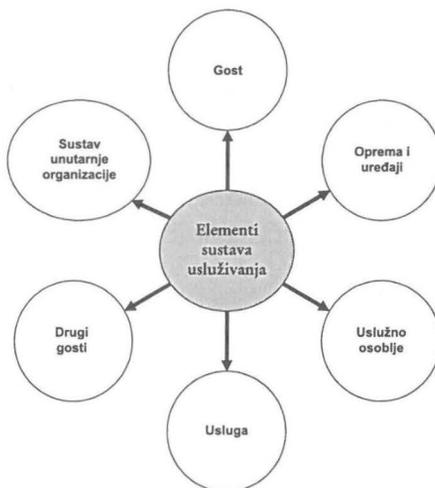 Gost
Sustav
unutarnje
organizacije
Oprema i
uređaji
Elementi
sustava
usluživanja
Drugi
gosti
Uslužno
osoblje
Usluga